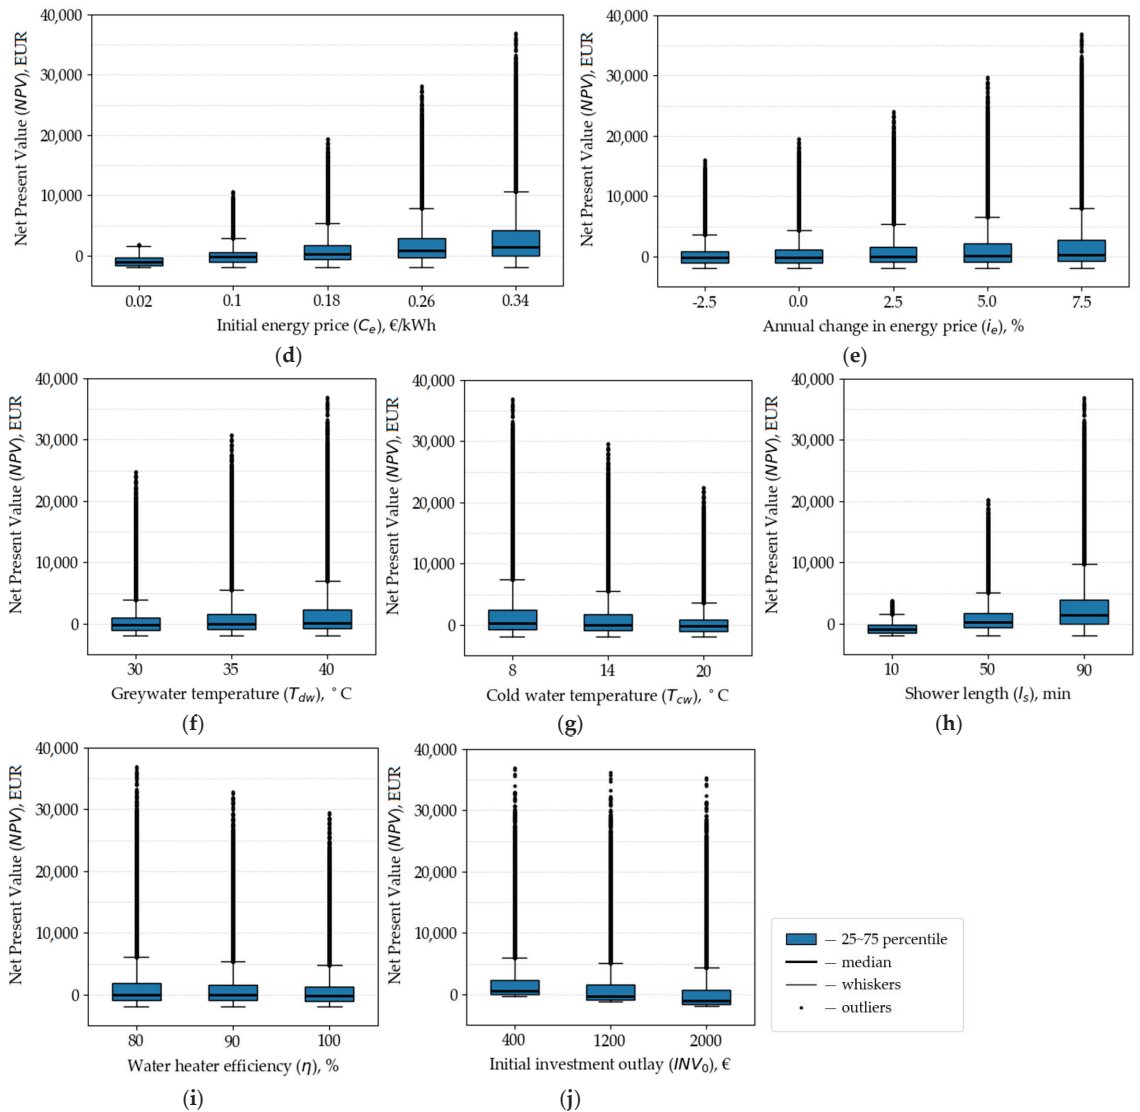 40,000
30,000
20,000
10,000
0
Net Present Value (NPV), EUR
0.02 0.1 0.18 0.26 0.34
Initial energy price (Cₑ), €/kWh
(d)
40,000
30,000
20,000
10,000
0
Net Present Value (NPV), EUR
-2.5 0.0 2.5 5.0 7.5
Annual change in energy price (iₑ), %
(e)
40,000
30,000
20,000
10,000
0
Net Present Value (NPV), EUR
30 35 40
Greywater temperature (T_dw), °C
(f)
40,000
30,000
20,000
10,000
0
Net Present Value (NPV), EUR
8 14 20
Cold water temperature (T_cw), °C
(g)
40,000
30,000
20,000
10,000
0
Net Present Value (NPV), EUR
10 50 90
Shower length (lₛ), min
(h)
40,000
30,000
20,000
10,000
0
Net Present Value (NPV), EUR
80 90 100
Water heater efficiency (η), %
(i)
40,000
30,000
20,000
10,000
0
Net Present Value (NPV), EUR
400 1200 2000
Initial investment outlay (INV₀), €
(j)
— 25~75 percentile
— median
— whiskers
— outliers